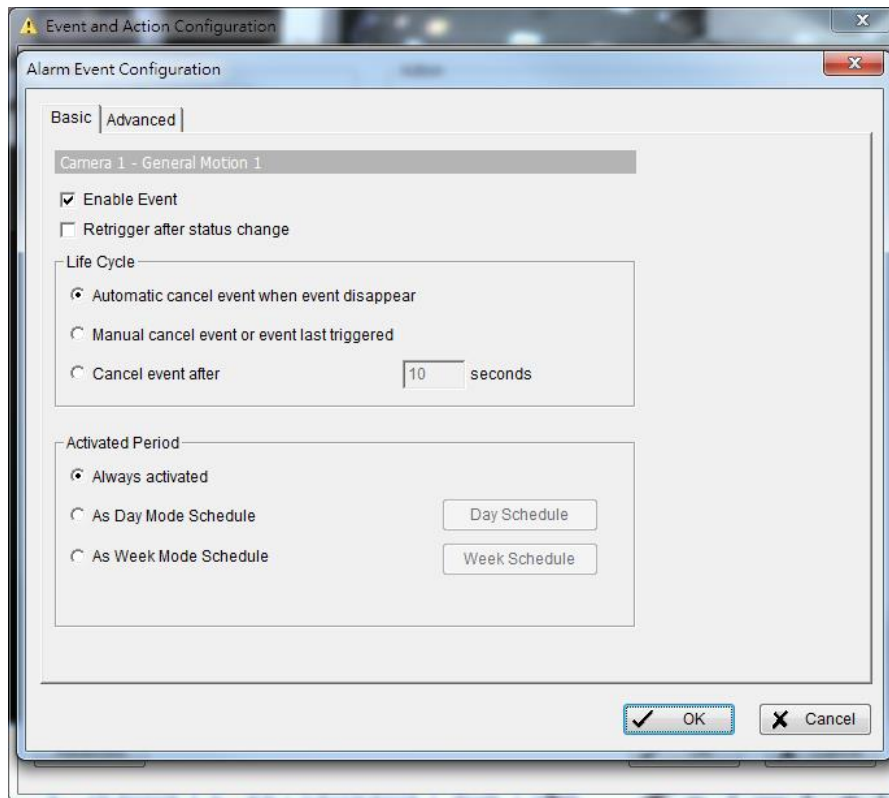 Event and Action Configuration
X
Alarm Event Configuration
X
Basic
Advanced
Camera 1 - General Motion 1
Enable Event
Retrigger after status change
Life Cycle
Automatic cancel event when event disappear
Manual cancel event or event last triggered
Cancel event after 10 seconds
Activated Period
Always activated
As Day Mode Schedule
Day Schedule
As Week Mode Schedule
Week Schedule
OK
Cancel